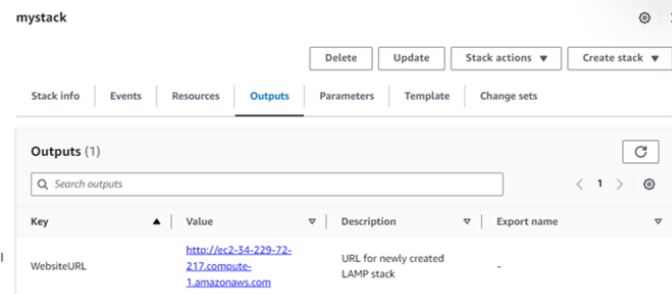 mystack
Delete Update Stack actions ▼ Create stack ▼
Stack info Events Resources Outputs Parameters Template Change sets
Outputs (1)
Search outputs
1
Key Value Description Export name
http://ec2-34-229-72-
WebsiteURL 217.compute- URL for newly created -
1.amazonaws.com LAMP stack